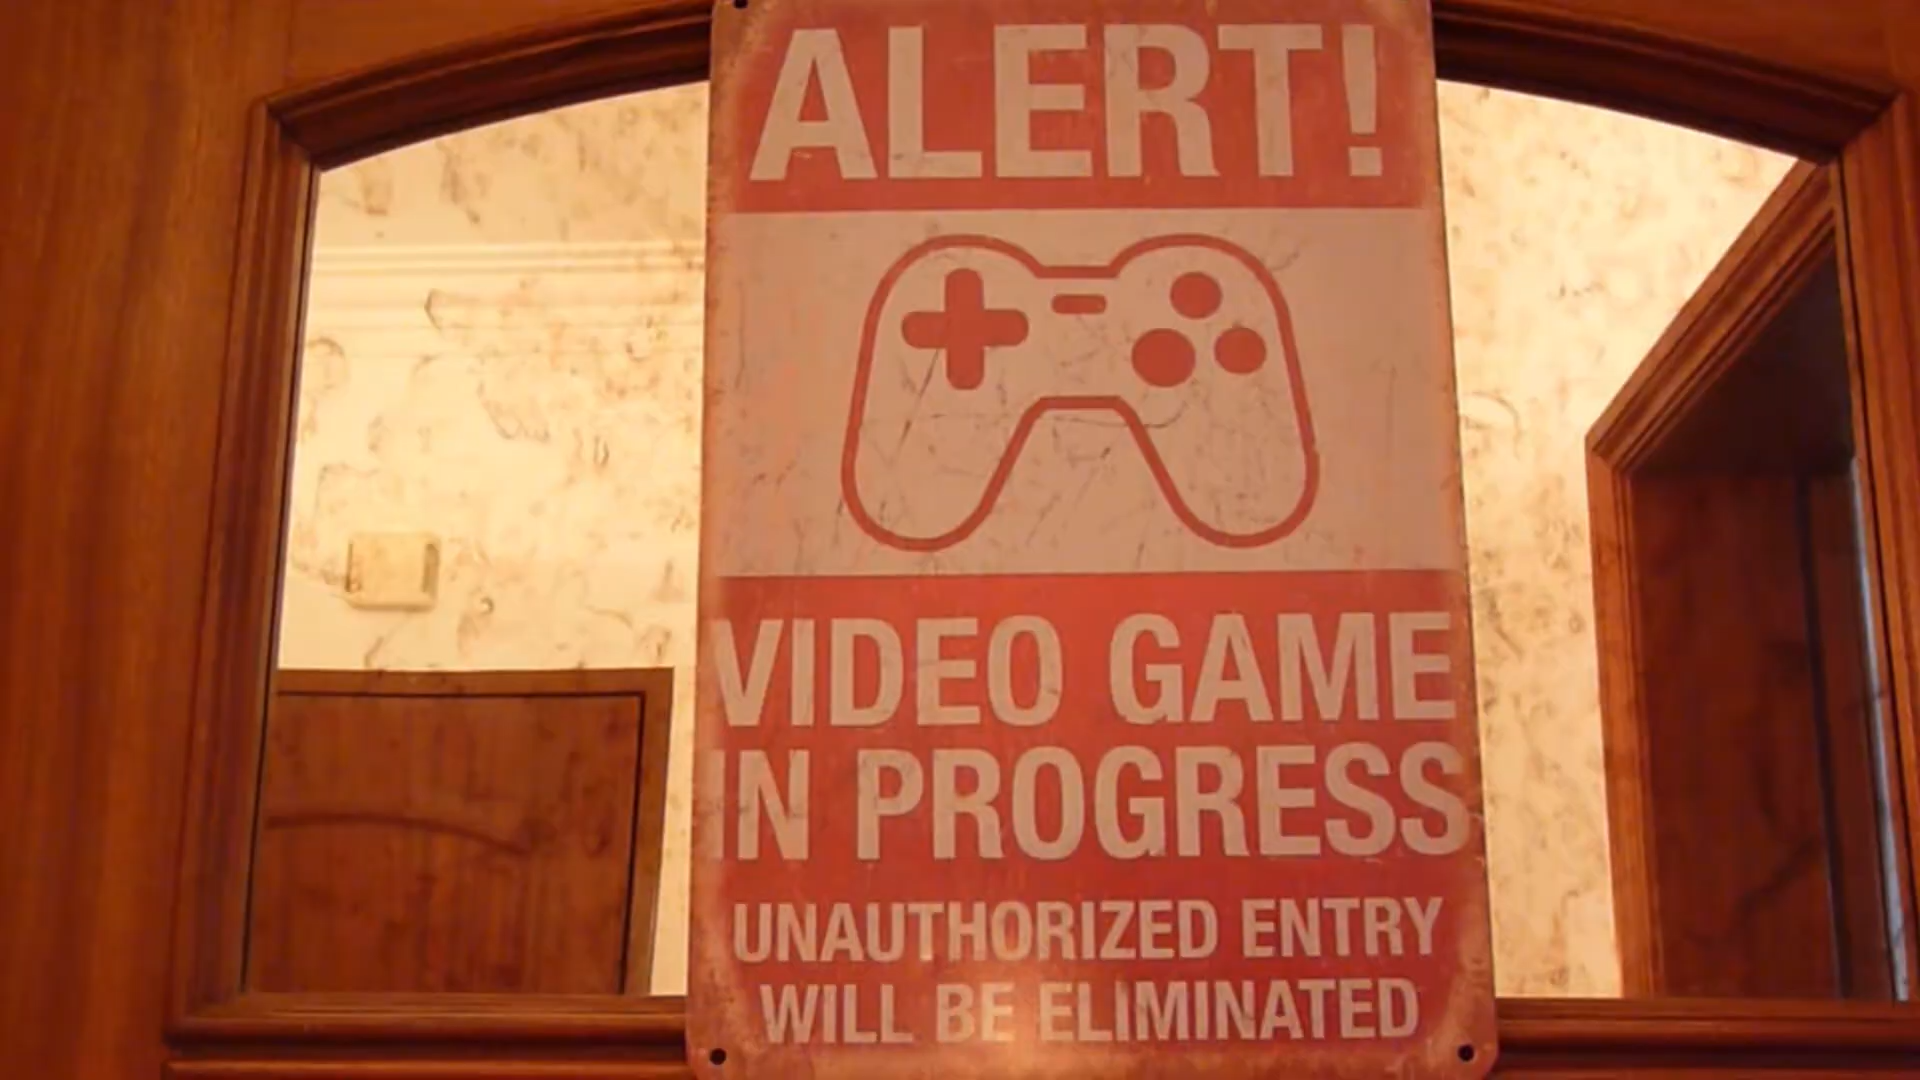 ALERT!
VIDEO GAME
IN PROGRESS
UNAUTHORIZED ENTRY
WILL BE ELIMINATED